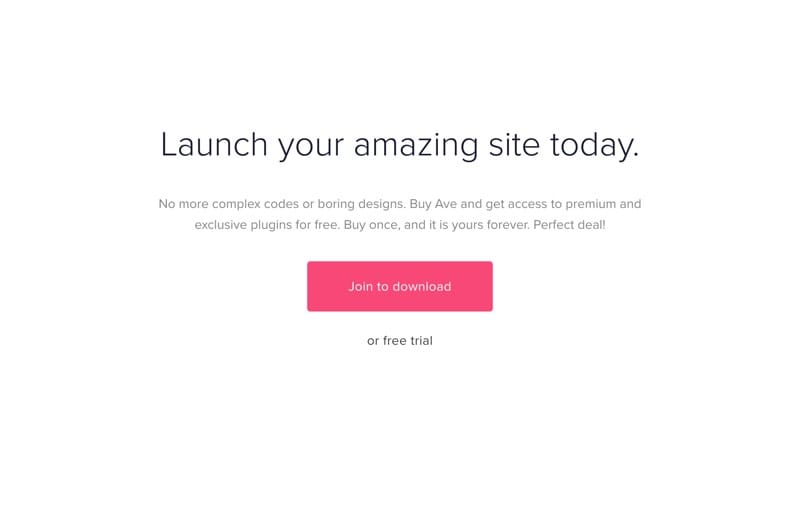 Launch your amazing site today.
No more complex codes or boring designs. Buy Ave and get access to premium and
exclusive plugins for free. Buy once, and it is yours forever. Perfect deal!
Join to download
or free trial